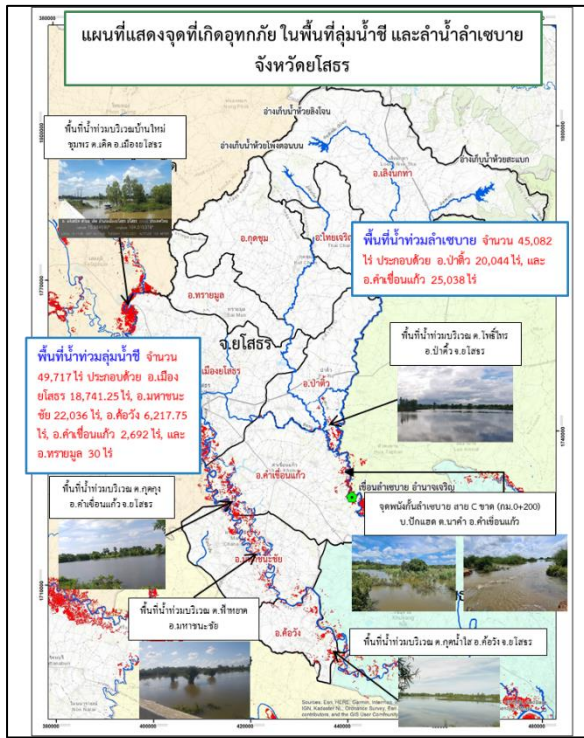 แผนที่แสดงจุดที่เกิดอุทกภัย ในพื้นที่ลุ่มน้ำชี และลำน้ำลำเซบาย
จังหวัดยโสธร
พื้นที่น้ำท่วมบริเวณบ้านใหม่
ชุมพร ต.เดิด อ.เมืองยโสธร
อ่างเก็บน้ำห้วยลิงโจน
อ่างเก็บน้ำห้วยโพง
อ่างเก็บน้ำห้วยสะแบก
อ.เลิงนกทา
อ.กุดชุม
อ.ไทยเจริญ
พื้นที่น้ำท่วมลำเซบาย จำนวน 45,082
ไร่ ประกอบด้วย อ.ป่าติ้ว 20,044 ไร่, และ
อ.คำเขื่อนแก้ว 25,038 ไร่
อ.ทรายมูล
จ.ยโสธร
พื้นที่น้ำท่วมบริเวณ ต.โพธิ์ไทร
อ.ป่าติ้ว จ.ยโสธร
พื้นที่น้ำท่วมลุ่มน้ำชี จำนวน
49,717 ไร่ ประกอบด้วย อ.เมือง
ยโสธร 18,741.25 ไร่, อ.มหาชนะ
ชัย 22,036 ไร่, อ.ค้อวัง 6,217.75
ไร่, อ.คำเขื่อนแก้ว 2,692 ไร่, และ
อ.ทรายมูล 30 ไร่
เมืองยโสธร
อ.ป่าติ้ว
อ.คำเขื่อนแก้ว
เขื่อนลำเซบาย อำนาจเจริญ
พื้นที่น้ำท่วมบริเวณ ต.กุดกุง
อ.คำเขื่อนแก้ว จ.ยโสธร
จุดพนังกั้นลำเซบาย สาย C ขาด (กม.0+200)
บ.ปักแฮด ต.นาคำ อ.คำเขื่อนแก้ว
อ.มหาชนะชัย
พื้นที่น้ำท่วมบริเวณ ต.ฟ้าหยาด
อ.มหาชนะชัย
อ.ค้อวัง
พื้นที่น้ำท่วมบริเวณ ต.กุดน้ำใส อ.ค้อวัง จ.ยโสธร